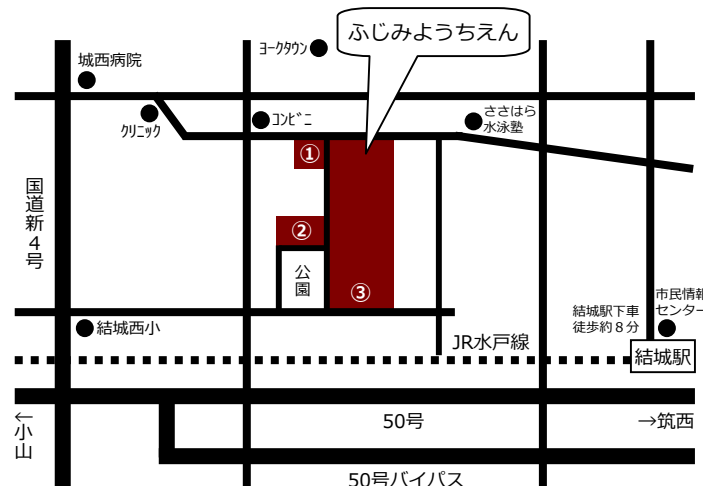 ふじみようちえん
ﾖｰｸﾀｳﾝ
城西病院
ｸﾘﾆｯｸ
ｺﾝﾋﾞﾆ
ささはら
水泳塾
①
国道新4号
②
公園
③
市民情報
センター
結城駅下車
徒歩約８分
結城西小
JR水戸線
結城駅
←小山
50号
→筑西
50号バイパス